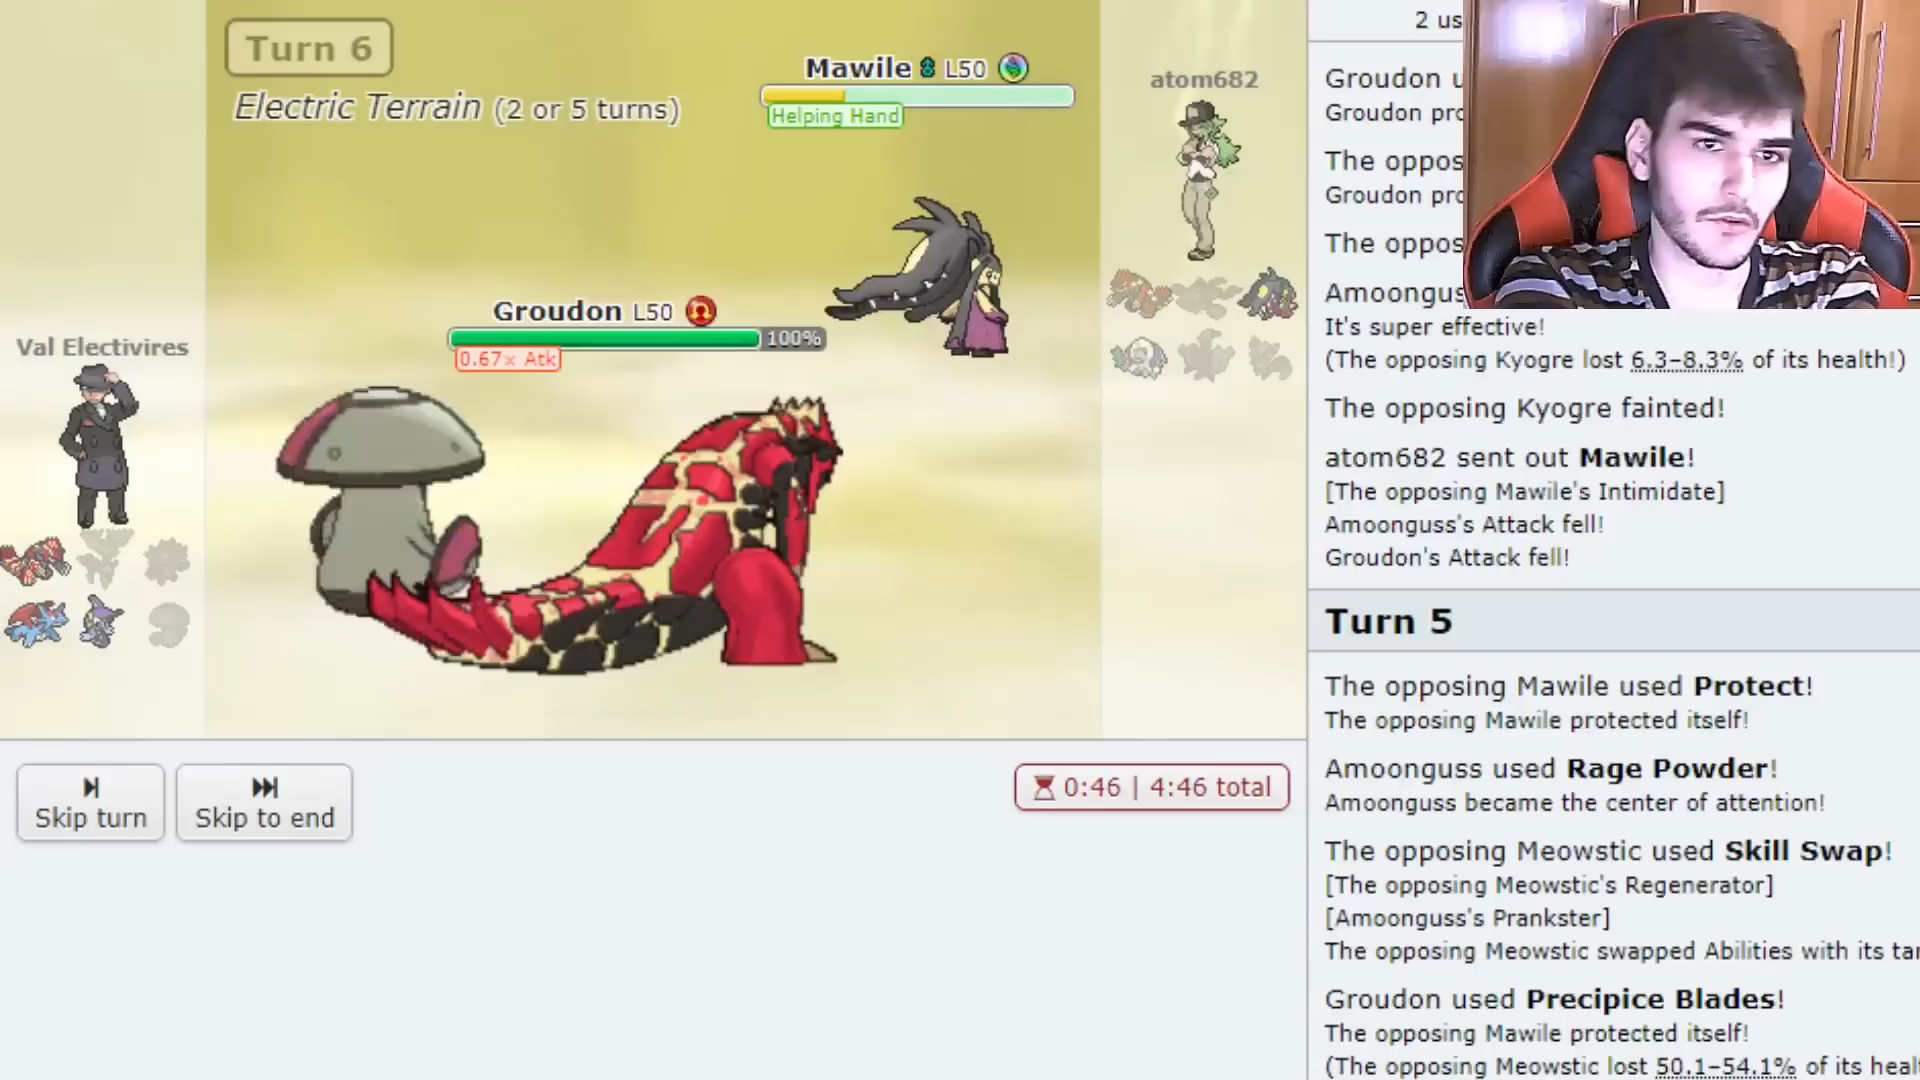 Turn 6
Electric Terrain (2 or 5 turns)
Mawile L50
Helping Hand
atom682
Groudon L50
100%
0.67× Atk
Val Electivires
Skip turn
Skip to end
0:46 | 4:46 total
2 us
Groudon u
Groudon pro
The oppos
Groudon pro
The oppos
Amoongus
It's super effective!
(The opposing Kyogre lost 6.3–8.3% of its health!)
The opposing Kyogre fainted!
atom682 sent out Mawile!
[The opposing Mawile's Intimidate]
Amoonguss's Attack fell!
Groudon's Attack fell!
Turn 5
The opposing Mawile used Protect!
The opposing Mawile protected itself!
Amoonguss used Rage Powder!
Amoonguss became the center of attention!
The opposing Meowstic used Skill Swap!
[The opposing Meowstic's Regenerator]
[Amoonguss's Prankster]
The opposing Meowstic swapped Abilities with its tar
Groudon used Precipice Blades!
The opposing Mawile protected itself!
(The opposing Meowstic lost 50.1–54.1% of its healt